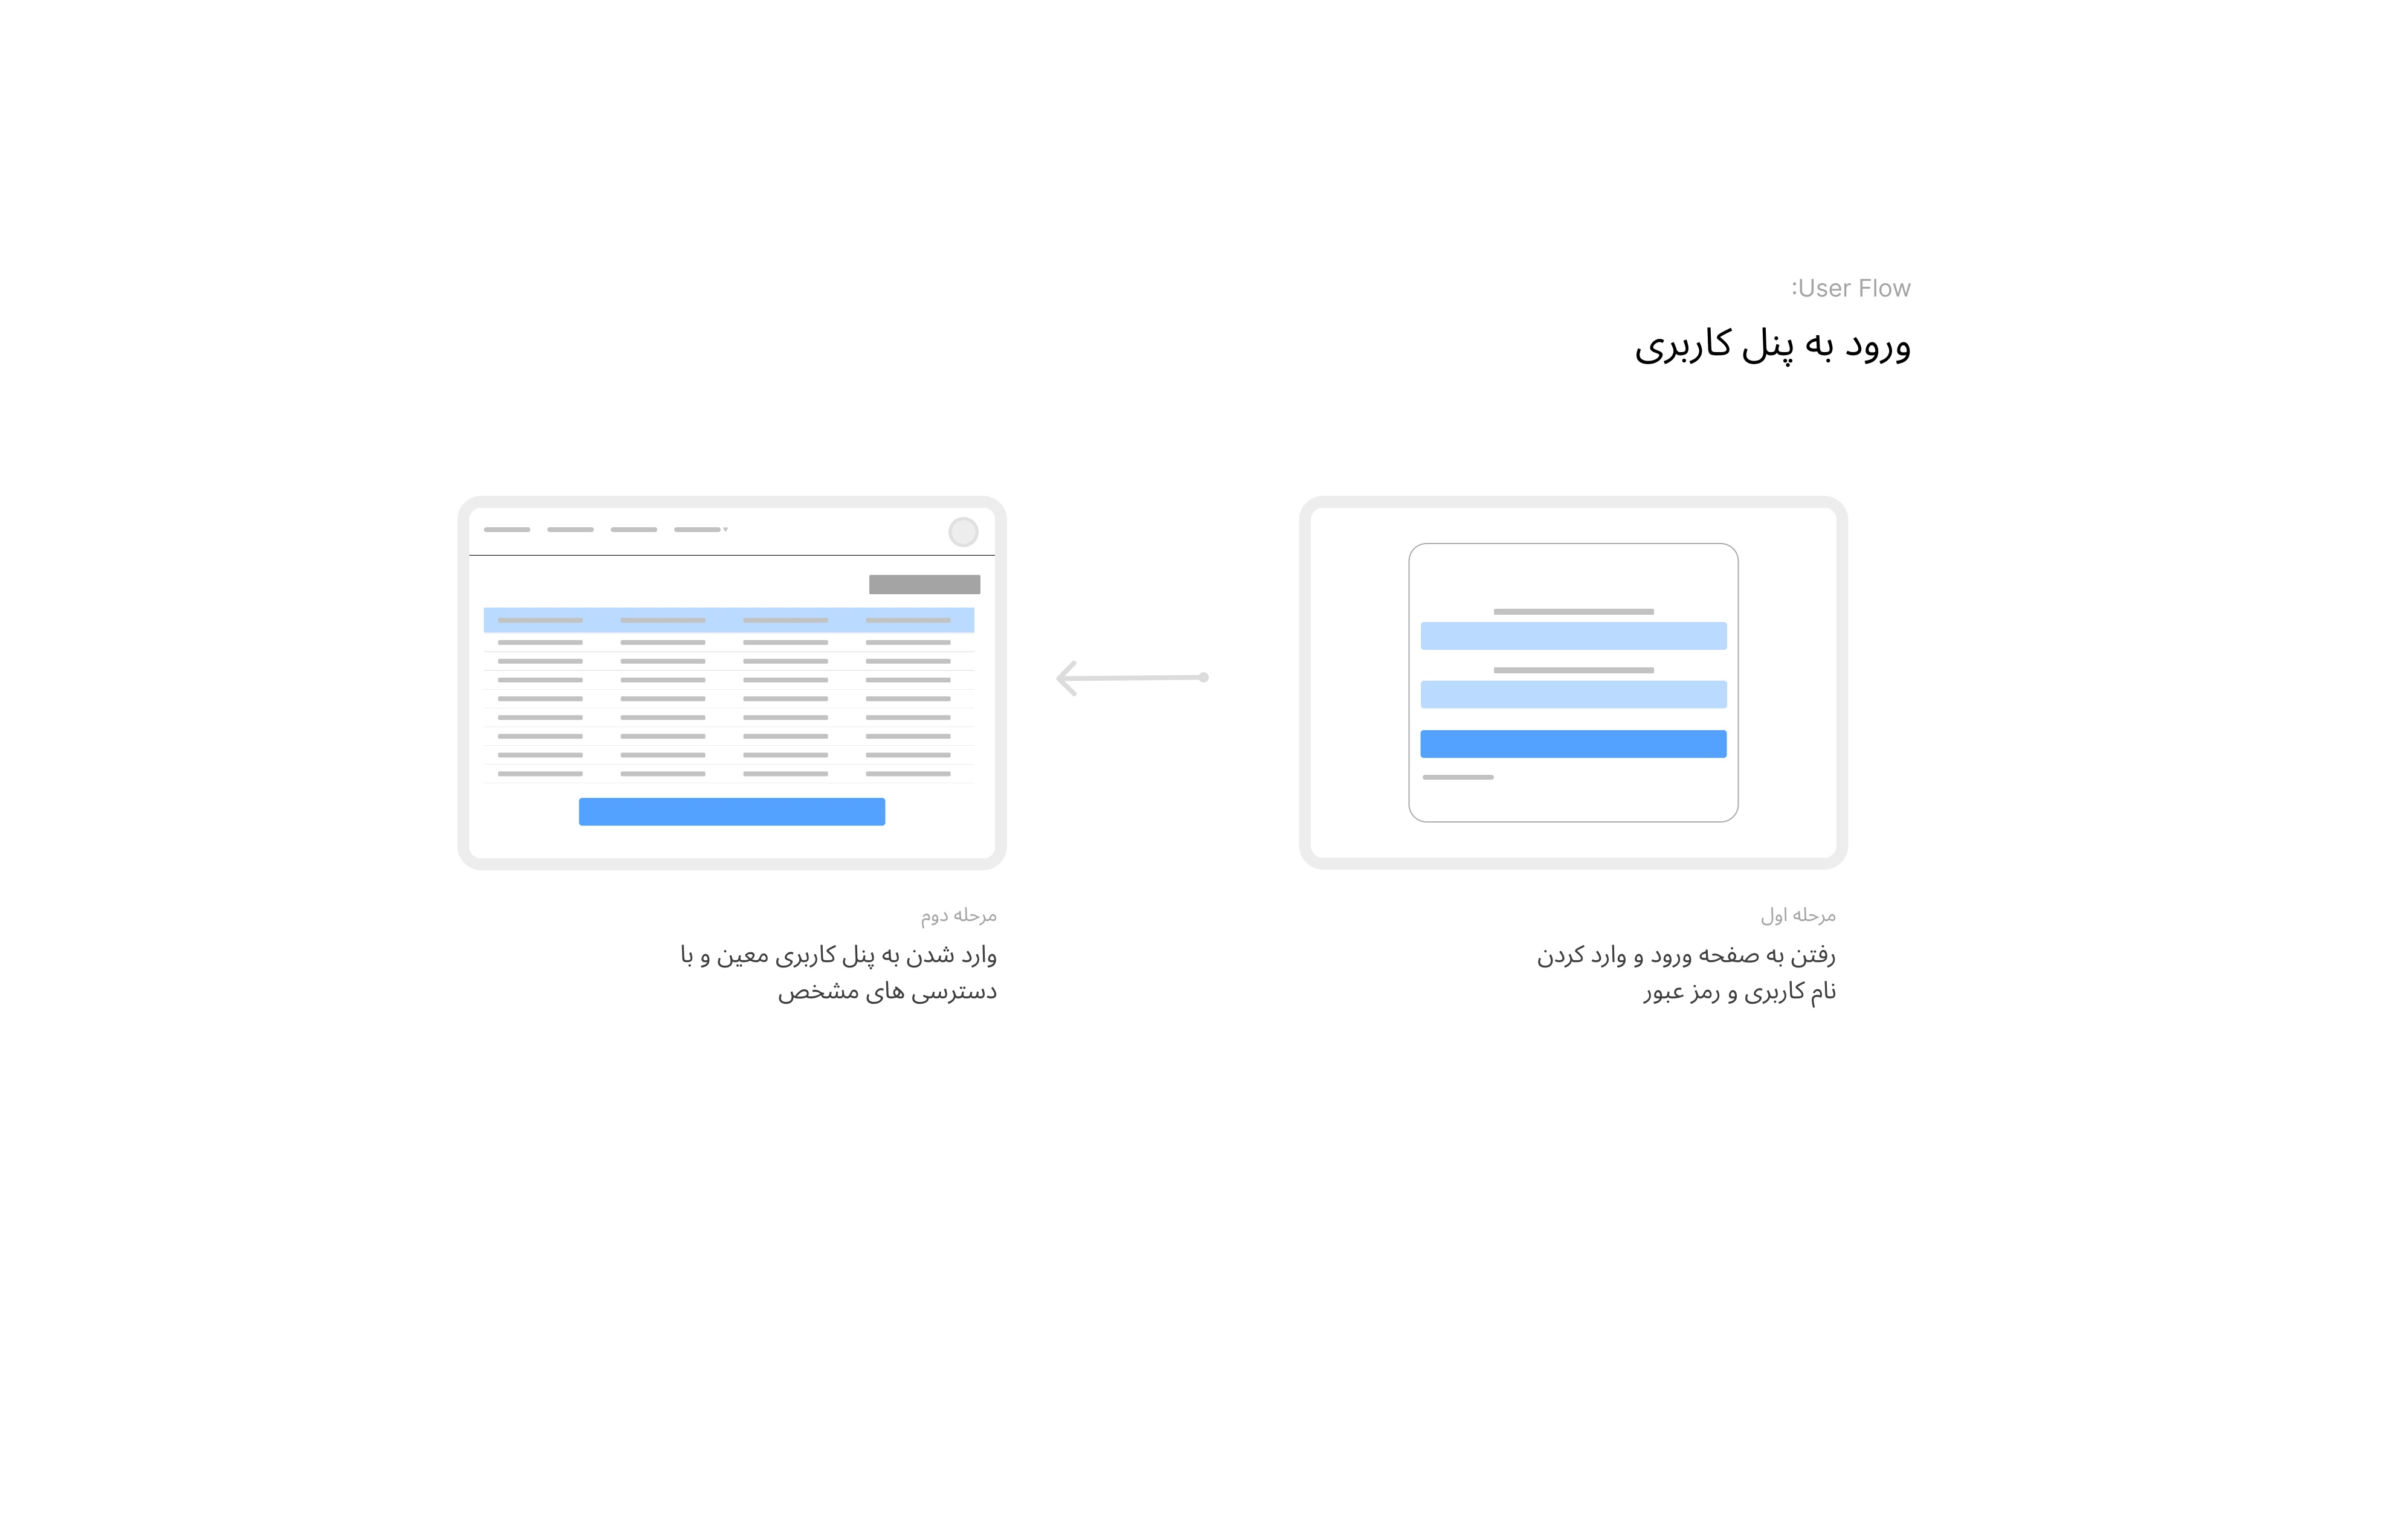 User Flow:
ورود به پنل کاربری
مرحله اول
رفتن به صفحه ورود و وارد کردن
نام کاربری و رمز عبور
مرحله دوم
وارد شدن به پنل کاربری معین و با
دسترسی های مشخص